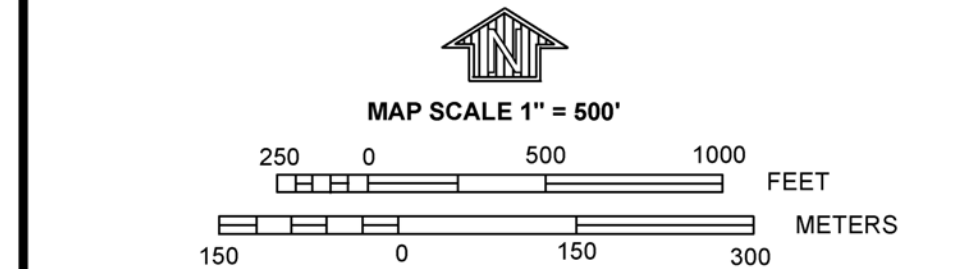 N
MAP SCALE 1" = 500'
250 0 500 1000
FEET
METERS
150 0 150 300